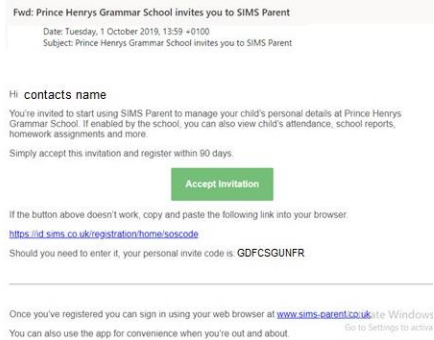 Fwd: Prince Henrys Grammar School invites you to SIMS Parent
Date: Tuesday, 1 October 2019, 13:59 +0100
Subject: Prince Henrys Grammar School invites you to SIMS Parent
Hi contacts name
You're invited to start using SIMS Parent to manage your child's personal details at Prince Henrys
Grammar School. If enabled by the school, you can also view child's attendance, school reports,
homework assignments and more.
Simply accept this invitation and register within 90 days.
Accept Invitation
If the button above doesn't work, copy and paste the following link into your browser.
https://id.sims.co.uk/registration/home/soscode
Should you need to enter it, your personal invite code is: GDFCSGUNFR
Once you've registered you can sign in using your web browser at www.sims-parent.co.uk
Windows
Go to Settings to activa
You can also use the app for convenience when you're out and about.